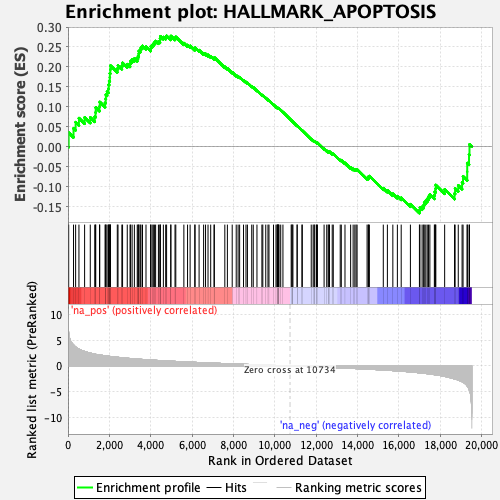 Enrichment plot: HALLMARK_APOPTOSIS
Enrichment score (ES)
0.30
0.25
0.20
0.15
0.10
0.05
0.00
-0.05
-0.10
-0.15
'na_pos' (positively correlated)
Ranked list metric (PreRanked)
10
5
0
-5
-10
Zero cross at 10734
'na_neg' (negatively correlated)
0
2,000
4,000
6,000
8,000
10,000
12,000
14,000
16,000
18,000
20,000
Rank in Ordered Dataset
Enrichment profile
Hits
Ranking metric scores